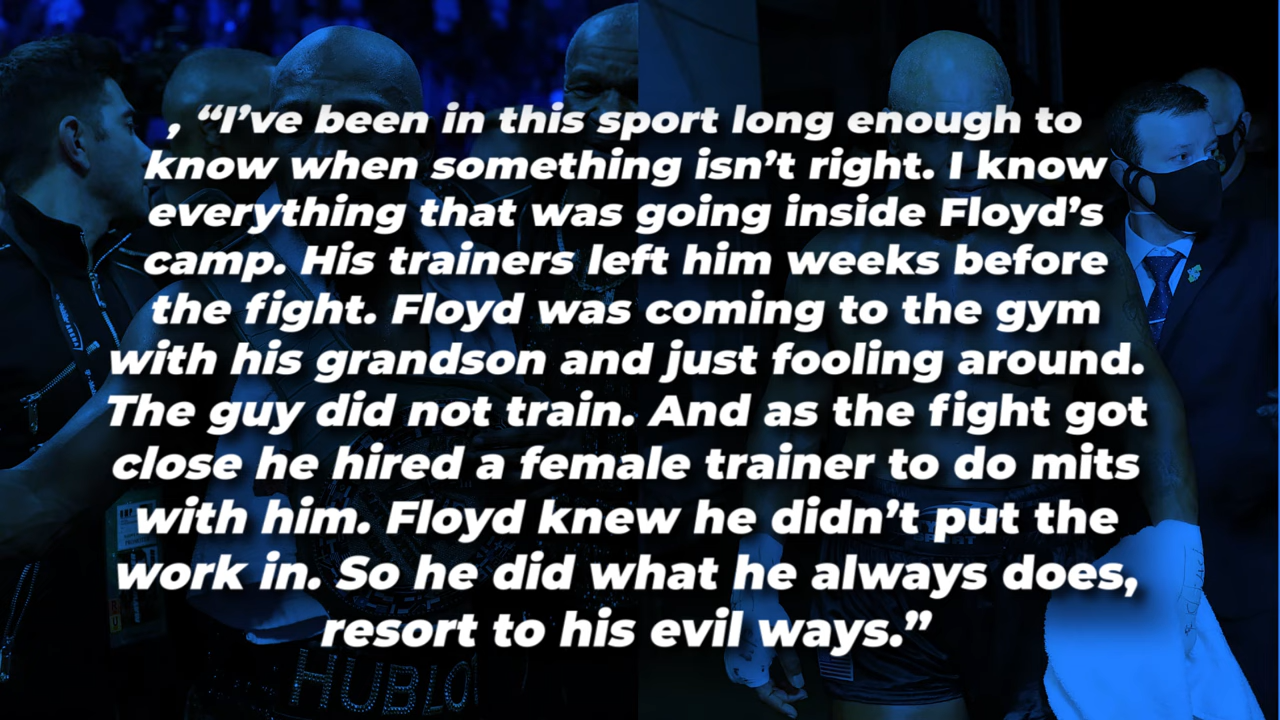 , “I’ve been in this sport long enough to
know when something isn’t right. I know
everything that was going inside Floyd’s
camp. His trainers left him weeks before
the fight. Floyd was coming to the gym
with his grandson and just fooling around.
The guy did not train. And as the fight got
close he hired a female trainer to do mits
with him. Floyd knew he didn’t put the
work in. So he did what he always does,
resort to his evil ways.”
HUBLO